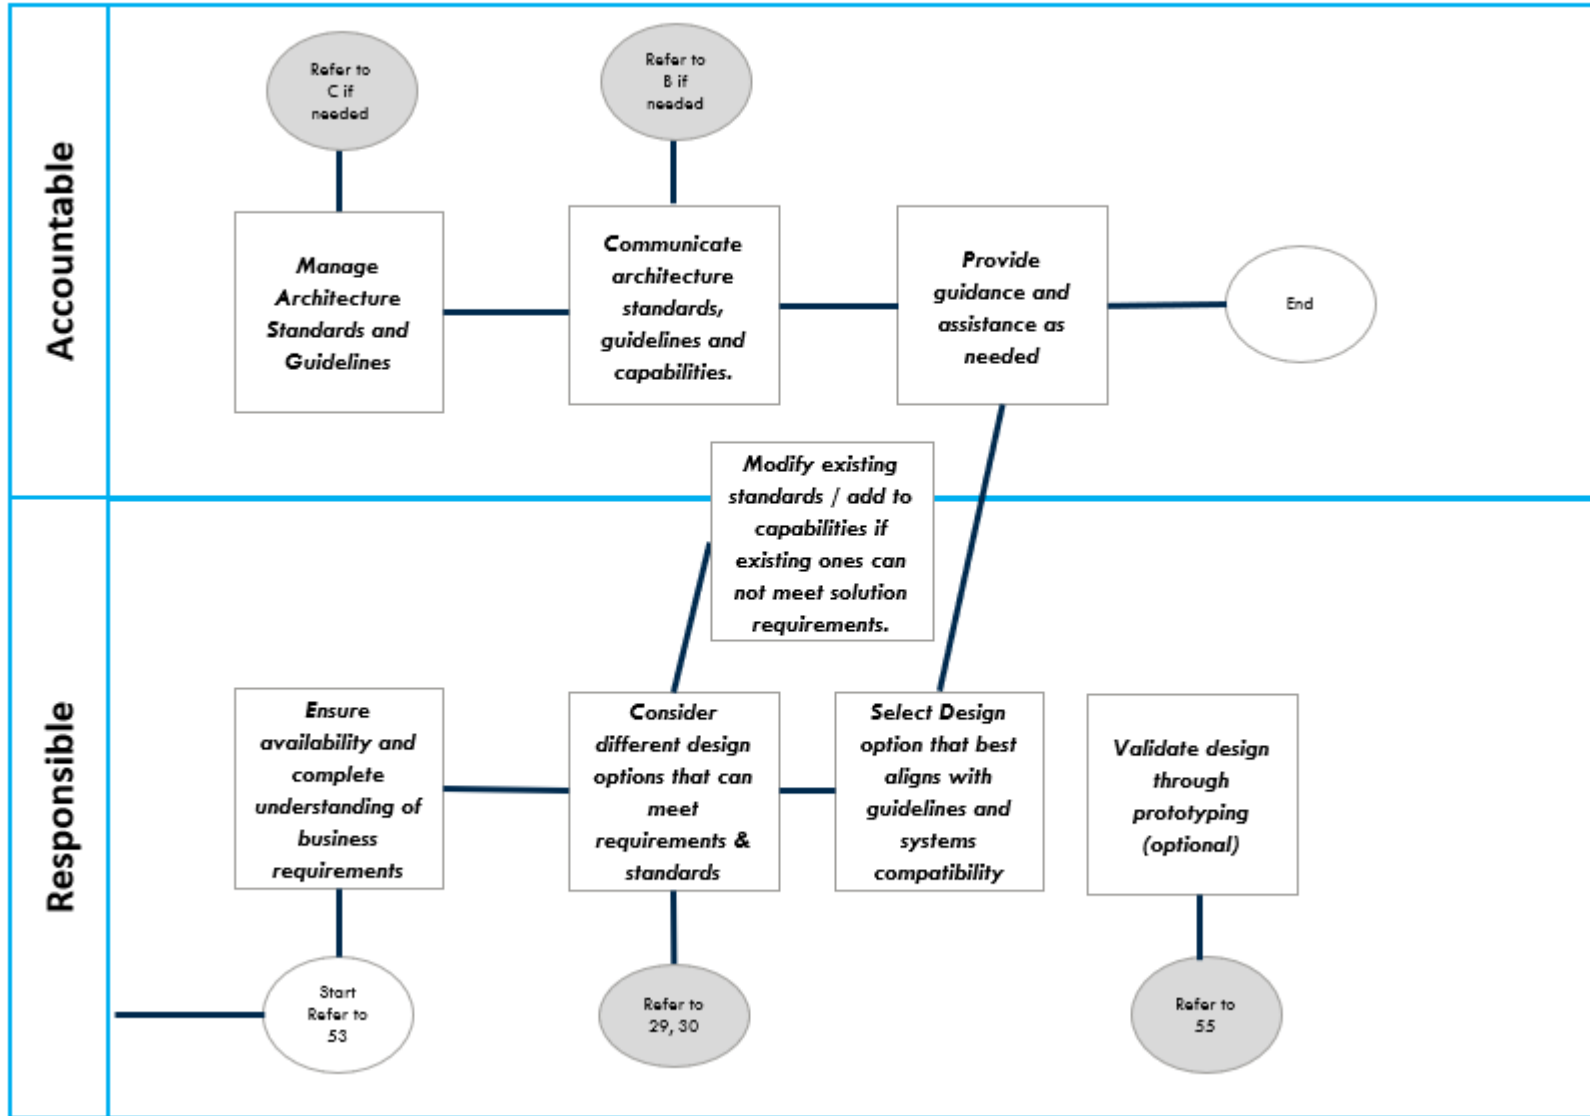 Accountable
Refer to
C if
needed
Refer to
B if
needed
Manage
Architecture
Standards and
Guidelines
Communicate
architecture
standards,
guidelines and
capabilities.
Provide
guidance and
assistance as
needed
End
Modify existing
standards / add to
capabilities if
existing ones can
not meet solution
requirements.
Responsible
Ensure
availability and
complete
understanding of
business
requirements
Consider
different design
options that can
meet
requirements &
standards
Select Design
option that best
aligns with
guidelines and
systems
compatibility
Validate design
through
prototyping
(optional)
Start
Refer to
53
Refer to
29, 30
Refer to
55